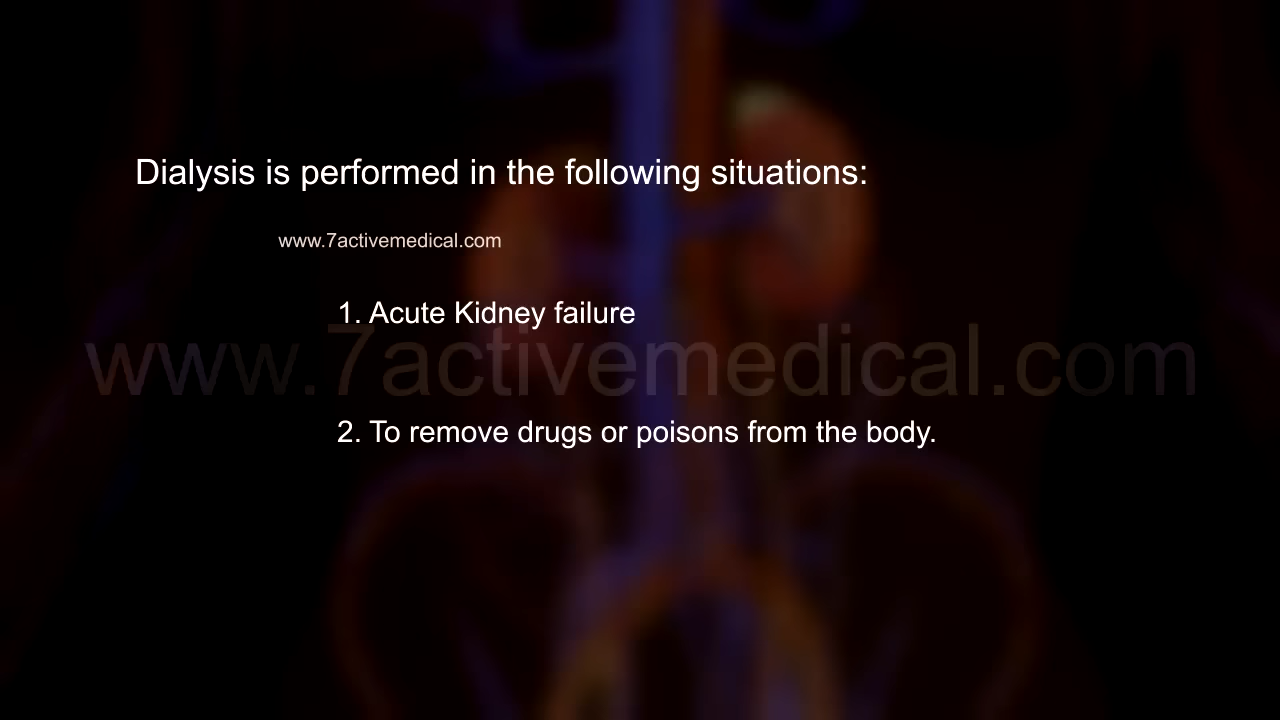 Dialysis is performed in the following situations:
www.7activemedical.com
1. Acute Kidney failure
www.7activemedical.com
2. To remove drugs or poisons from the body.